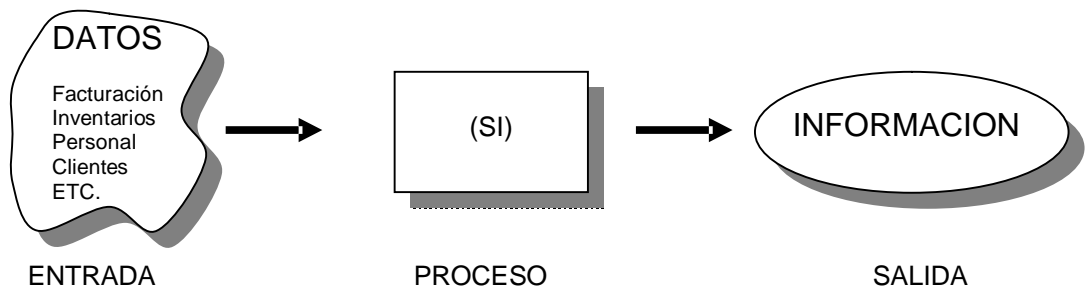 DATOS
Facturación
Inventarios
Personal
Clientes
ETC.
(SI)
INFORMACION
ENTRADA
PROCESO
SALIDA